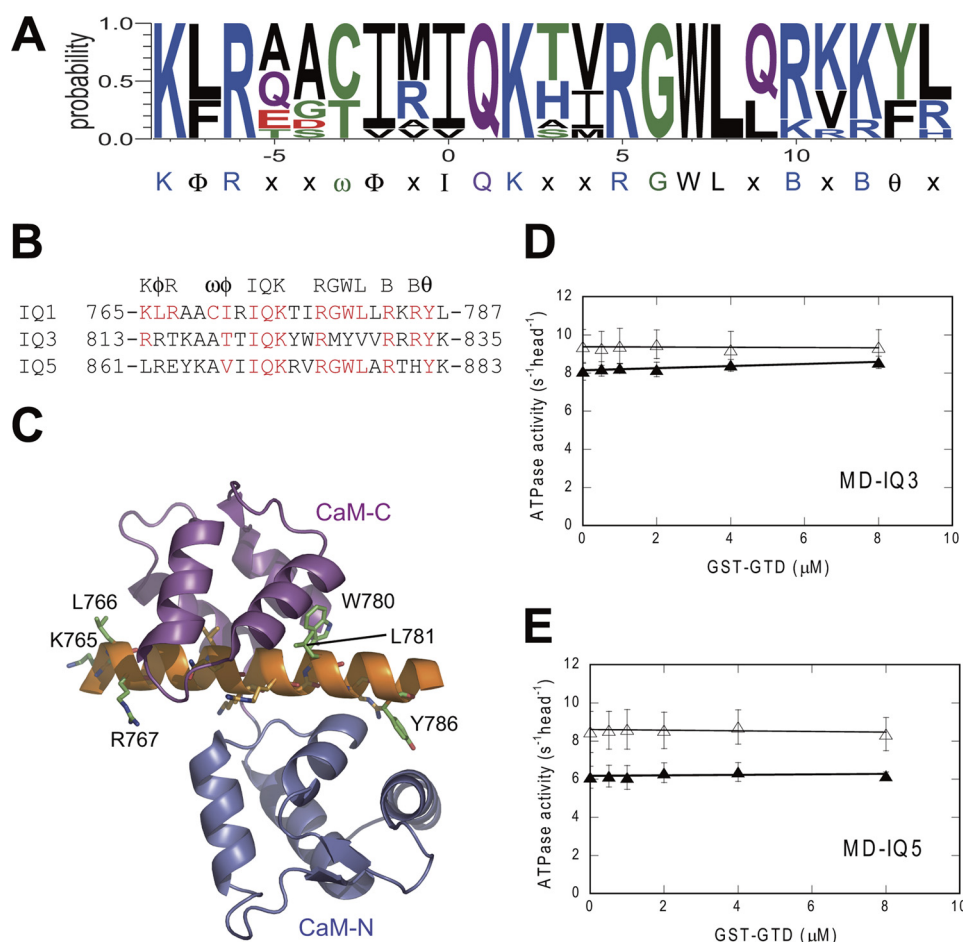 A
probability
1.0
0.5
0.0
KLRAACIMIQKTVRGWLQRKKYL
FQGTRHILKVRFR
EDVAVAMRKH
TSS
-5 0 5 10
K Φ R x x ω Φ x I Q K x x R G W L x B x B θ x
B
KϕR ωϕ IQK RGWL B Bθ
IQ1 765-KLRAACIRIQKTIRGWLLRKRYL-787
IQ3 813-RRTKAATTIQKYWRMYVVRRRYK-835
IQ5 861-LREYKAVIIQKRVRGWLARTHYK-883
C
CaM-C
L766
K765
R767
W780
L781
Y786
CaM-N
D
ATPase activity (s⁻¹head⁻¹)
12
10
8
6
4
2
0
MD-IQ3
0 2 4 6 8 10
GST-GTD (μM)
E
ATPase activity (s⁻¹head⁻¹)
12
10
8
6
4
2
0
MD-IQ5
0 2 4 6 8 10
GST-GTD (μM)